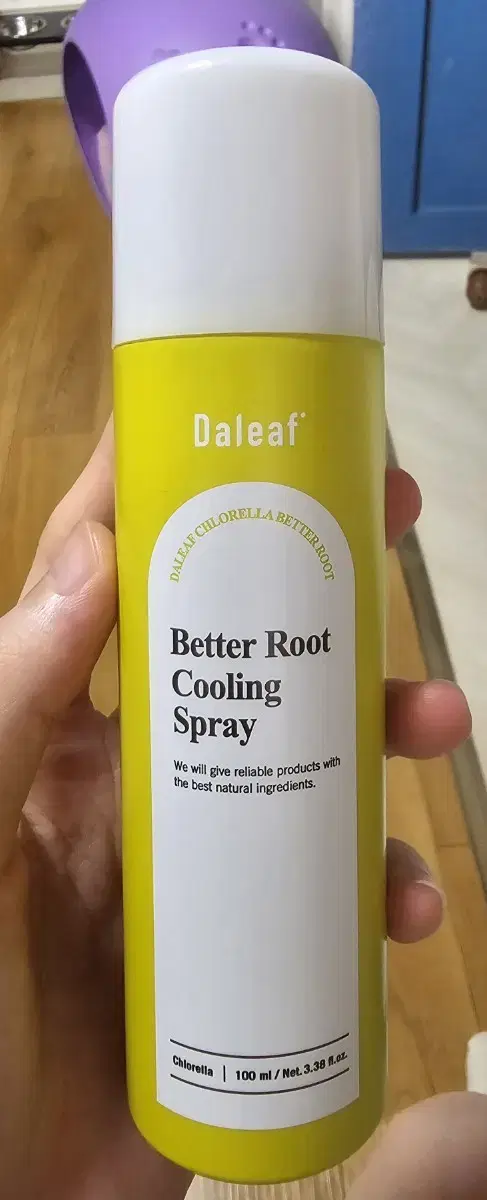 Daleaf
DALEAF CHLORELLA BETTER ROOT
Better Root
Cooling
Spray
We will give reliable products with
the best natural ingredients.
Chlorella | 100 ml / Net. 3.38 fl.oz.